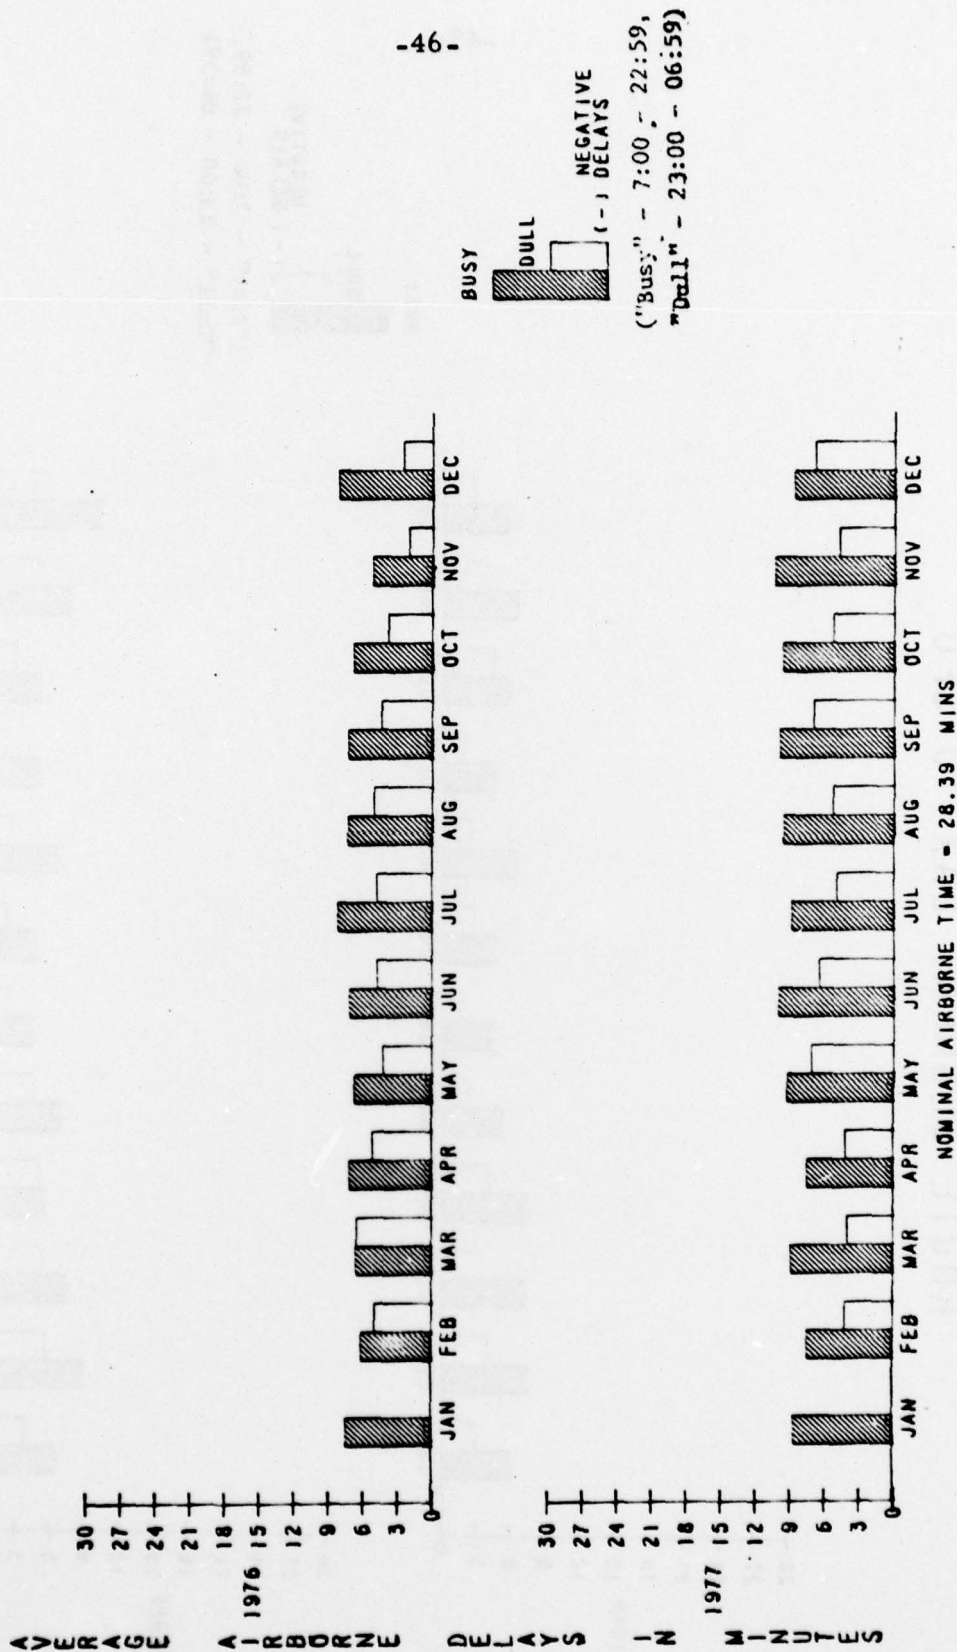 -46-
BUSY
DULL
NEGATIVE
(-) DELAYS
("Busy" - 7:00 - 22:59,
"Dull" - 23:00 - 06:59)
AVERAGE AIRBORNE DELAYS IN MINUTES
1976
30
27
24
21
18
15
12
9
6
3
0
JAN FEB MAR APR MAY JUN JUL AUG SEP OCT NOV DEC
1977
30
27
24
21
18
15
12
9
6
3
0
JAN FEB MAR APR MAY JUN JUL AUG SEP OCT NOV DEC
NOMINAL AIRBORNE TIME = 28.39 MINS